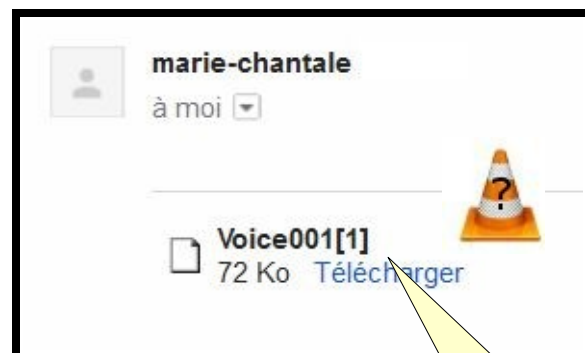 marie-chantale
à moi
?
Voice001[1]
72 Ko Télécharger